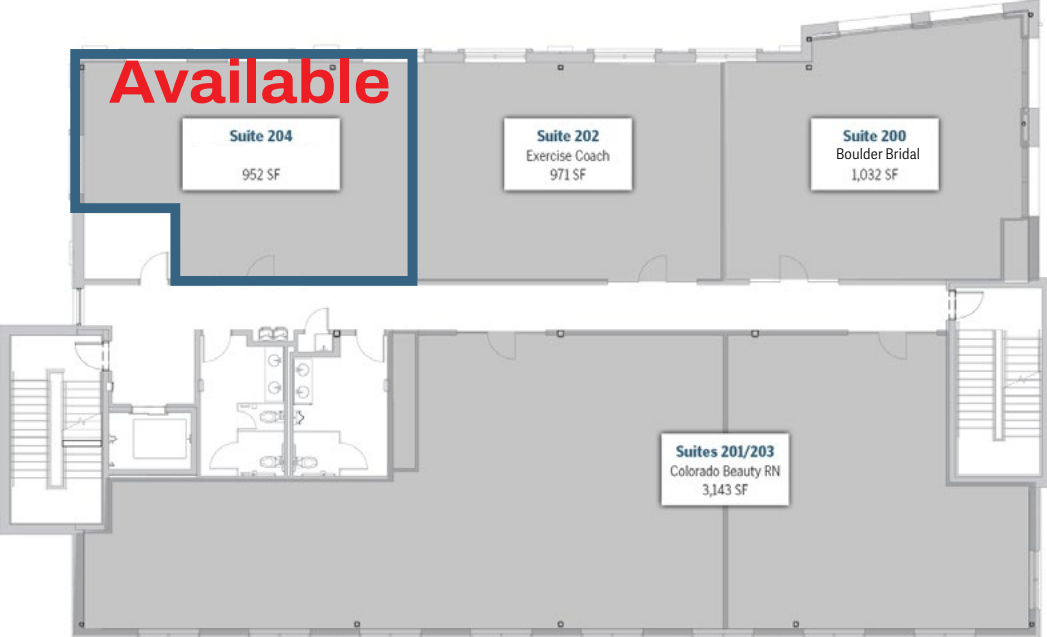 Available
Suite 204
952 SF
Suite 202
Exercise Coach
971 SF
Suite 200
Boulder Bridal
1,032 SF
Suites 201/203
Colorado Beauty RN
3,143 SF